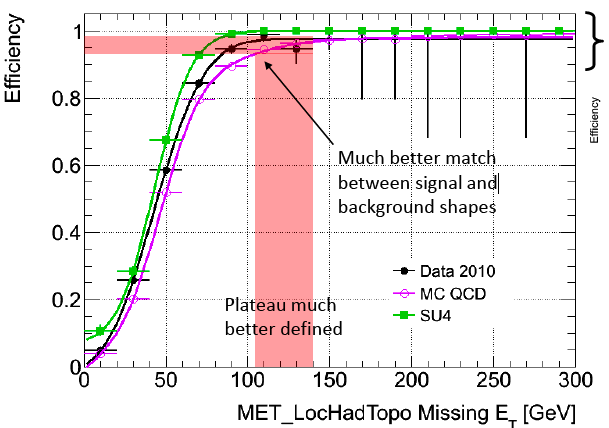 Efficiency
1
0.8
0.6
0.4
0.2
0
0 50 100 150 200 250 300
MET_LocHadTopo Missing E_T [GeV]
Much better match
between signal and
background shapes
Data 2010
MC QCD
SU4
Plateau much
better defined
Efficiency